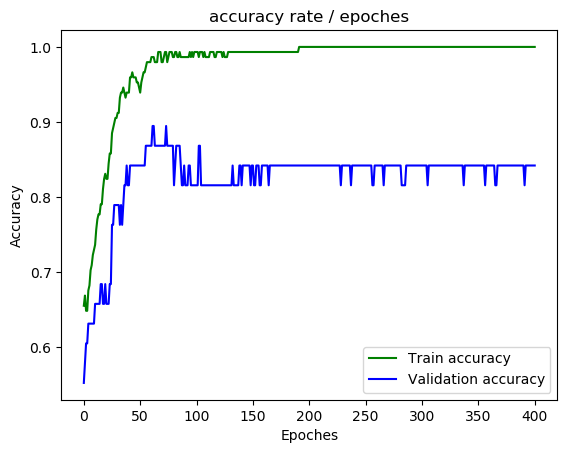 accuracy rate / epoches
1.0
0.9
0.8
0.7
0.6
Accuracy
0 50 100 150 200 250 300 350 400
Epoches
Train accuracy
Validation accuracy